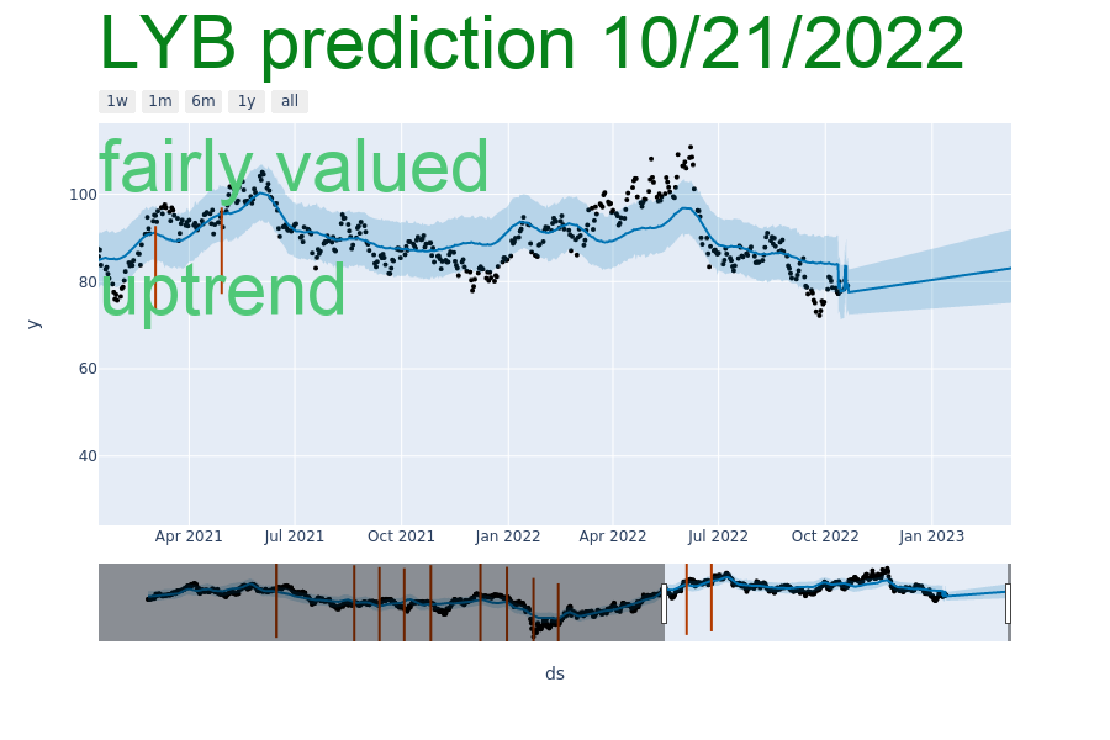 LYB prediction 10/21/2022
1w 1m 6m 1y all
fairly valued
100
uptrend
80
60
y
40
Apr 2021 Jul 2021 Oct 2021 Jan 2022 Apr 2022 Jul 2022 Oct 2022 Jan 2023
ds